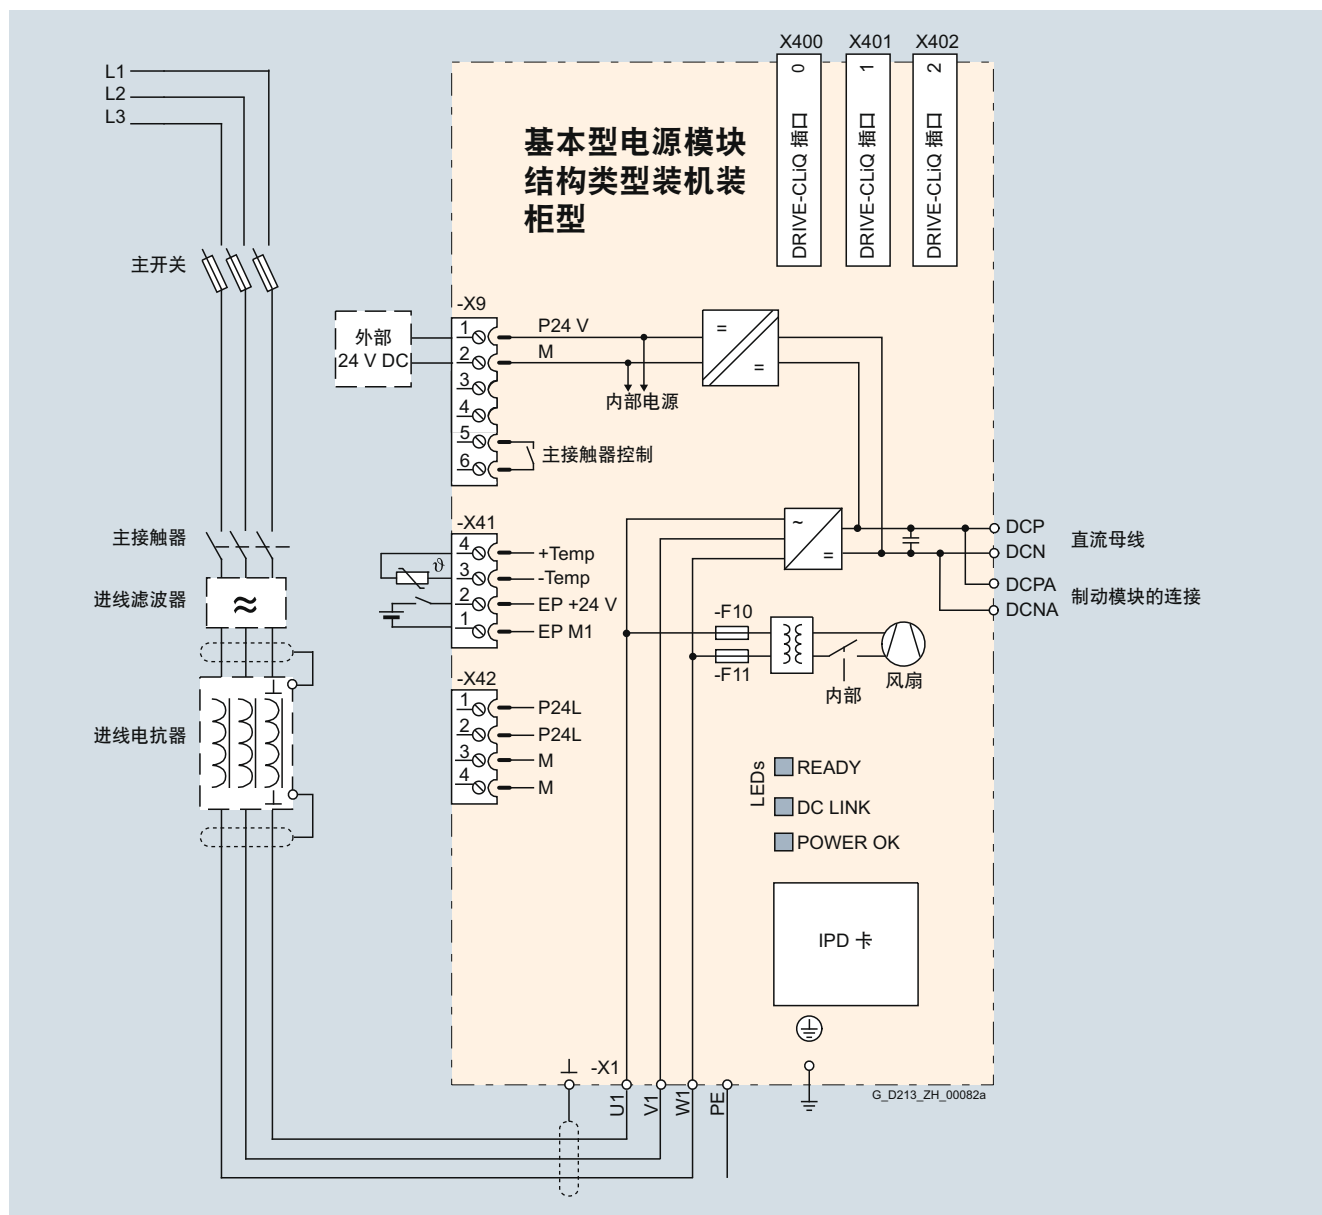 X400
X401
X402
0
1
2
DRIVE-CLiQ 插口
DRIVE-CLiQ 插口
DRIVE-CLiQ 插口
L1
L2
L3
基本型电源模块
结构类型装机装
柜型
主开关
-X9
外部
24 V DC
1
2
3
4
5
6
P24 V
M
=
=
内部电源
主接触器控制
主接触器
进线滤波器
≈
进线电抗器
-X41
4
3
2
1
ϑ
+Temp
-Temp
EP +24 V
EP M1
~
=
DCP
DCN
直流母线
DCPA
DCNA
制动模块的连接
-F10
-F11
内部
风扇
-X42
1
2
3
4
P24L
P24L
M
M
LEDs
READY
DC LINK
POWER OK
IPD 卡
-X1
U1
V1
W1
PE
G_D213_ZH_00082a